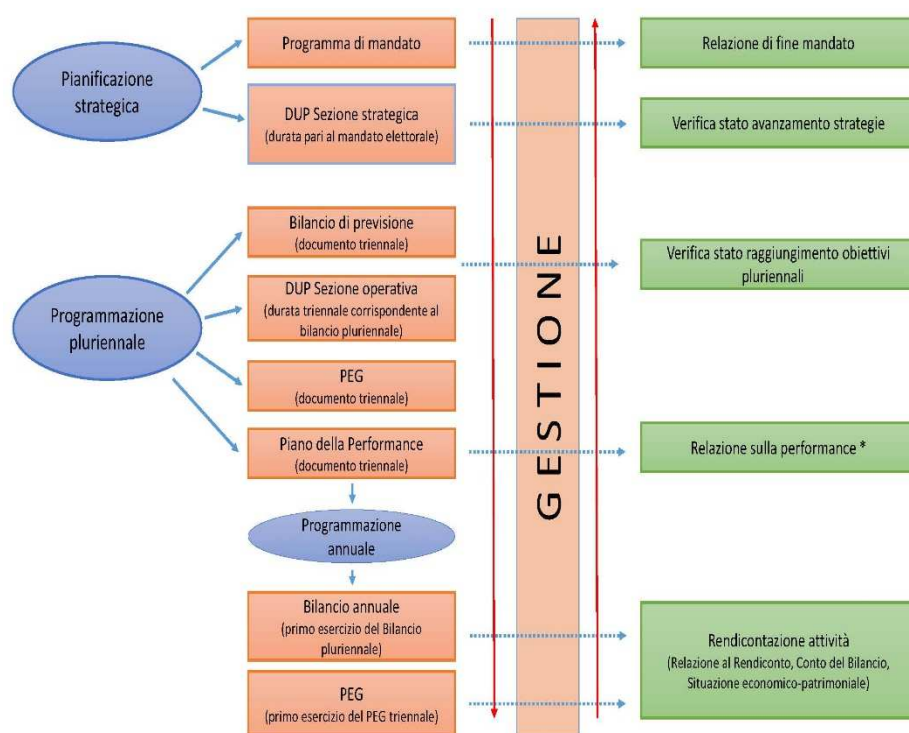 Programma di mandato
Relazione di fine mandato
Pianificazione
strategica
DUP Sezione strategica
(durata pari al mandato elettorale)
Verifica stato avanzamento strategie
Bilancio di previsione
(documento triennale)
Verifica stato raggiungimento obiettivi
pluriennali
DUP Sezione operativa
(durata triennale corrispondente al
bilancio pluriennale)
Programmazione
pluriennale
PEG
(documento triennale)
Piano della Performance
(documento triennale)
Relazione sulla performance *
GESTIONE
Programmazione
annuale
Bilancio annuale
(primo esercizio del Bilancio
pluriennale)
Rendicontazione attività
(Relazione al Rendiconto, Conto del Bilancio,
Situazione economico-patrimoniale)
PEG
(primo esercizio del PEG triennale)